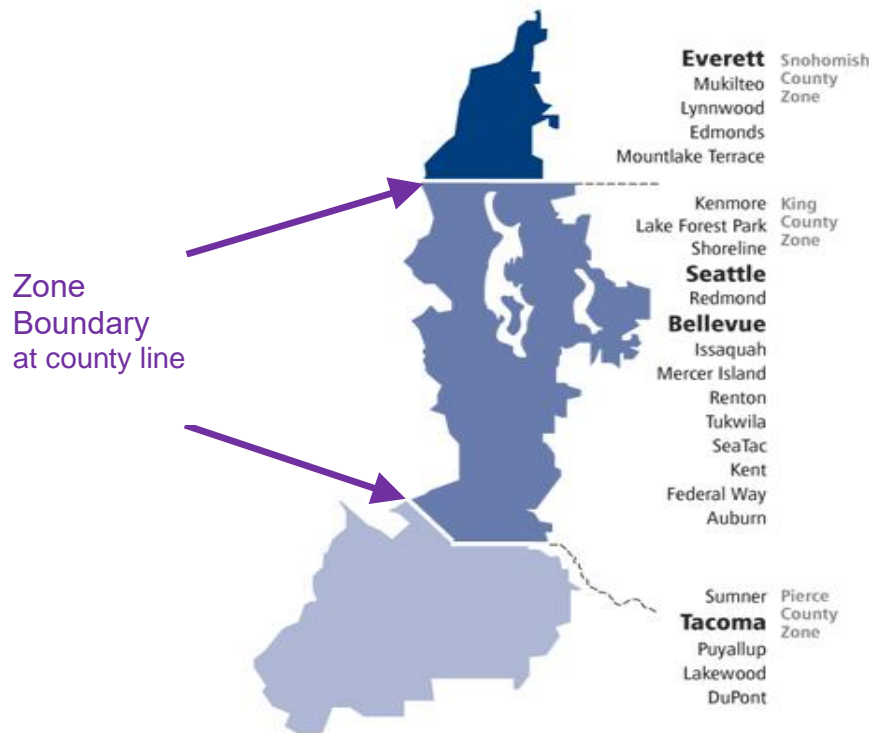 Everett
Mukilteo
Lynnwood
Edmonds
Mountlake Terrace
Snohomish
County
Zone
Kenmore
Lake Forest Park
Shoreline
Seattle
Redmond
Bellevue
Issaquah
Mercer Island
Renton
Tukwila
SeaTac
Kent
Federal Way
Auburn
King
County
Zone
Zone
Boundary
at county line
Sumner
Tacoma
Puyallup
Lakewood
DuPont
Pierce
County
Zone